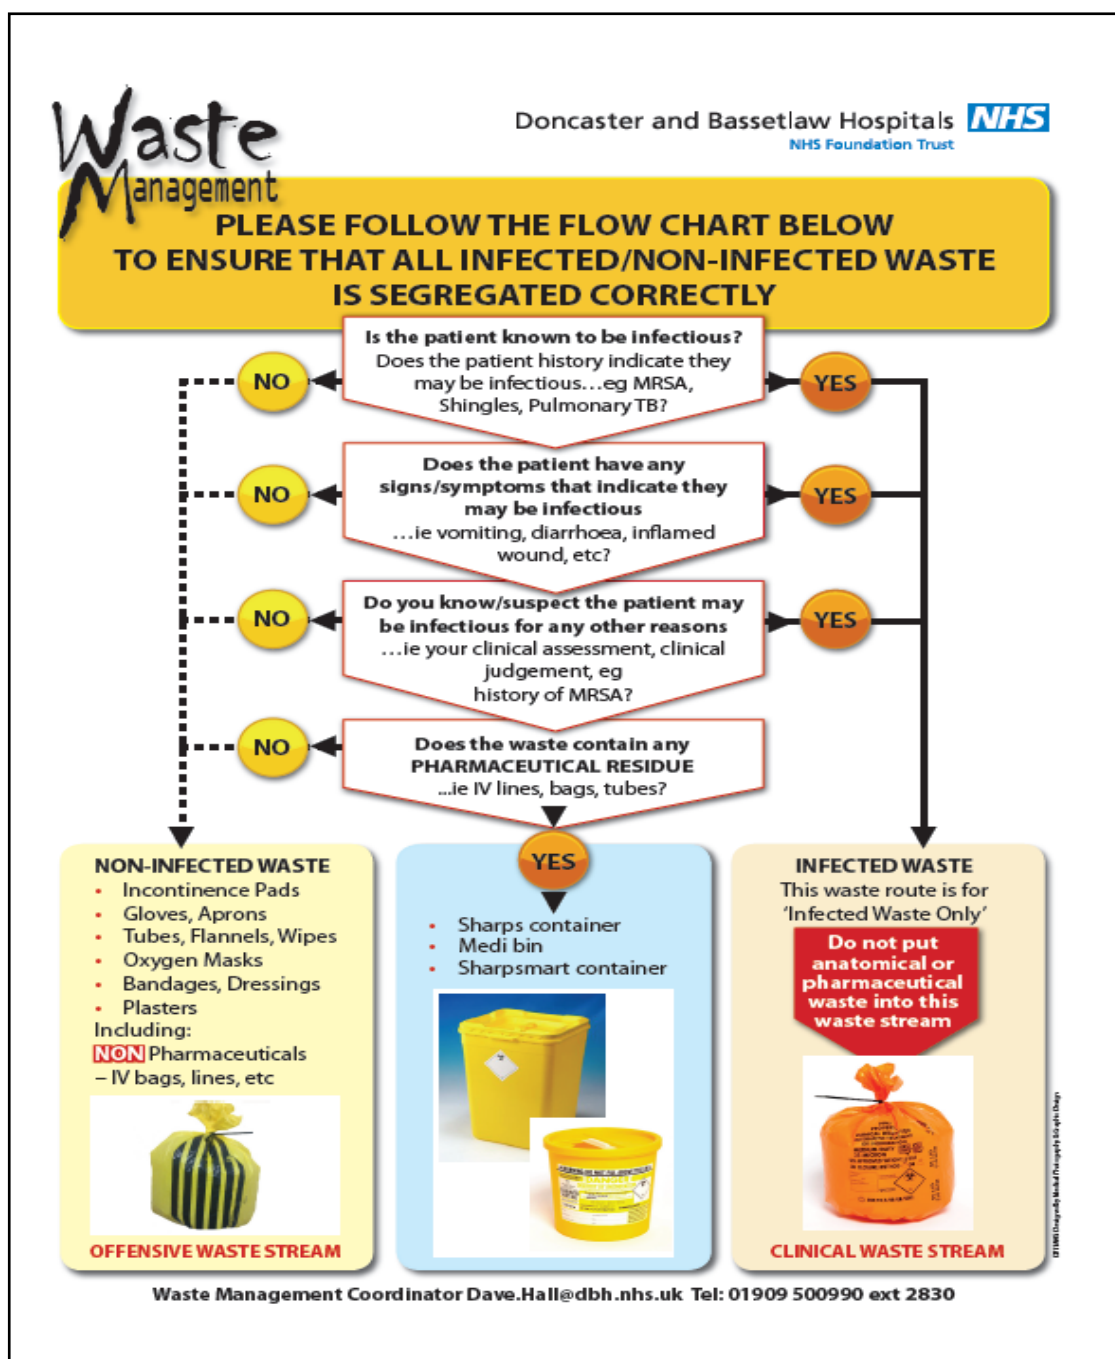 Waste
Management
Doncaster and Bassetlaw Hospitals NHS
NHS Foundation Trust
PLEASE FOLLOW THE FLOW CHART BELOW
TO ENSURE THAT ALL INFECTED/NON-INFECTED WASTE
IS SEGREGATED CORRECTLY
Is the patient known to be infectious?
Does the patient history indicate they
may be infectious...eg MRSA,
Shingles, Pulmonary TB?
NO
YES
Does the patient have any
signs/symptoms that indicate they
may be infectious
...ie vomiting, diarrhoea, inflamed
wound, etc?
NO
YES
Do you know/suspect the patient may
be infectious for any other reasons
...ie your clinical assessment, clinical
judgement, eg
history of MRSA?
NO
YES
Does the waste contain any
PHARMACEUTICAL RESIDUE
...ie IV lines, bags, tubes?
NO
YES
NON-INFECTED WASTE
• Incontinence Pads
• Gloves, Aprons
• Tubes, Flannels, Wipes
• Oxygen Masks
• Bandages, Dressings
• Plasters
Including:
NON Pharmaceuticals
– IV bags, lines, etc
OFFENSIVE WASTE STREAM
• Sharps container
• Medi bin
• Sharpsmart container
DANGER
INFECTED WASTE
This waste route is for
'Infected Waste Only'
Do not put
anatomical or
pharmaceutical
waste into this
waste stream
CLINICAL WASTE STREAM
Waste Management Coordinator Dave.Hall@dbh.nhs.uk Tel: 01909 500990 ext 2830